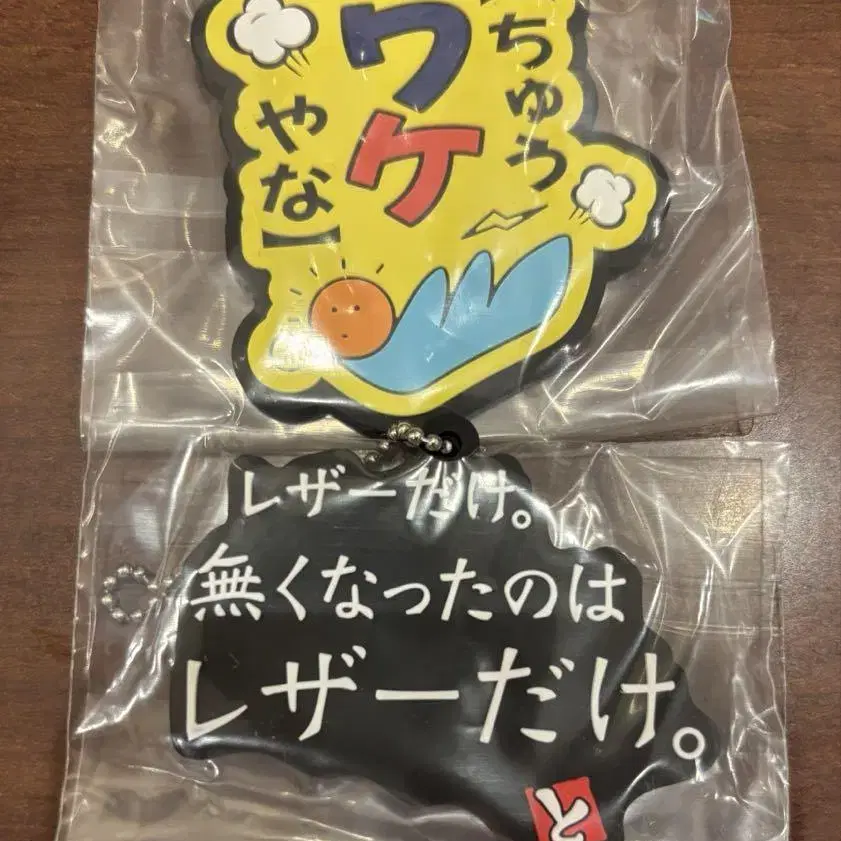 ちゅう
ワケ
やな】
レザーだけ。
無くなったのは
レザーだけ。
と